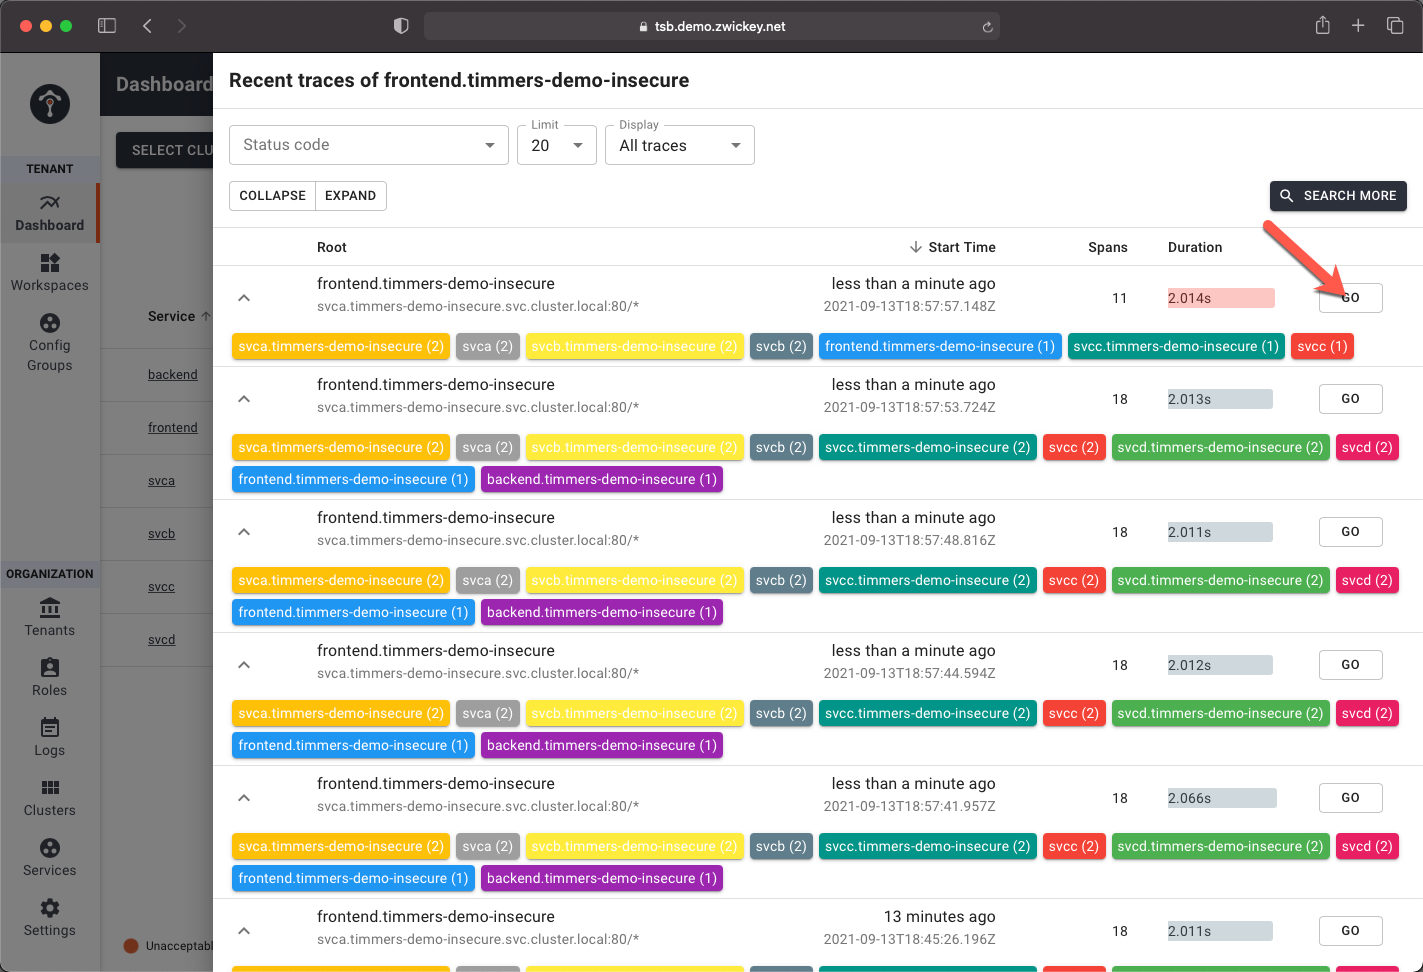 tsb.demo.zwickey.net
Recent traces of frontend.timmers-demo-insecure
Dashboard
Status code
Limit
20
Display
All traces
SELECT CLU
COLLAPSE EXPAND
SEARCH MORE
TENANT
Dashboard
Workspaces
Config
Groups
ORGANIZATION
Tenants
Roles
Logs
Clusters
Services
Settings
Service
backend
frontend
svca
svcb
svcc
svcd
Unacceptabl
Root Start Time Spans Duration
frontend.timmers-demo-insecure less than a minute ago
svca.timmers-demo-insecure.svc.cluster.local:80/* 2021-09-13T18:57:57.148Z 11 2.014s GO
svca.timmers-demo-insecure (2) svca (2) svcb.timmers-demo-insecure (2) svcb (2) frontend.timmers-demo-insecure (1) svcc.timmers-demo-insecure (1) svcc (1)
frontend.timmers-demo-insecure less than a minute ago
svca.timmers-demo-insecure.svc.cluster.local:80/* 2021-09-13T18:57:53.724Z 18 2.013s GO
svca.timmers-demo-insecure (2) svca (2) svcb.timmers-demo-insecure (2) svcb (2) svcc.timmers-demo-insecure (2) svcc (2) svcd.timmers-demo-insecure (2) svcd (2)
frontend.timmers-demo-insecure (1) backend.timmers-demo-insecure (1)
frontend.timmers-demo-insecure less than a minute ago
svca.timmers-demo-insecure.svc.cluster.local:80/* 2021-09-13T18:57:48.816Z 18 2.011s GO
svca.timmers-demo-insecure (2) svca (2) svcb.timmers-demo-insecure (2) svcb (2) svcc.timmers-demo-insecure (2) svcc (2) svcd.timmers-demo-insecure (2) svcd (2)
frontend.timmers-demo-insecure (1) backend.timmers-demo-insecure (1)
frontend.timmers-demo-insecure less than a minute ago
svca.timmers-demo-insecure.svc.cluster.local:80/* 2021-09-13T18:57:44.594Z 18 2.012s GO
svca.timmers-demo-insecure (2) svca (2) svcb.timmers-demo-insecure (2) svcb (2) svcc.timmers-demo-insecure (2) svcc (2) svcd.timmers-demo-insecure (2) svcd (2)
frontend.timmers-demo-insecure (1) backend.timmers-demo-insecure (1)
frontend.timmers-demo-insecure less than a minute ago
svca.timmers-demo-insecure.svc.cluster.local:80/* 2021-09-13T18:57:41.957Z 18 2.066s GO
svca.timmers-demo-insecure (2) svca (2) svcb.timmers-demo-insecure (2) svcb (2) svcc.timmers-demo-insecure (2) svcc (2) svcd.timmers-demo-insecure (2) svcd (2)
frontend.timmers-demo-insecure (1) backend.timmers-demo-insecure (1)
frontend.timmers-demo-insecure 13 minutes ago
svca.timmers-demo-insecure.svc.cluster.local:80/* 2021-09-13T18:45:26.196Z 18 2.011s GO